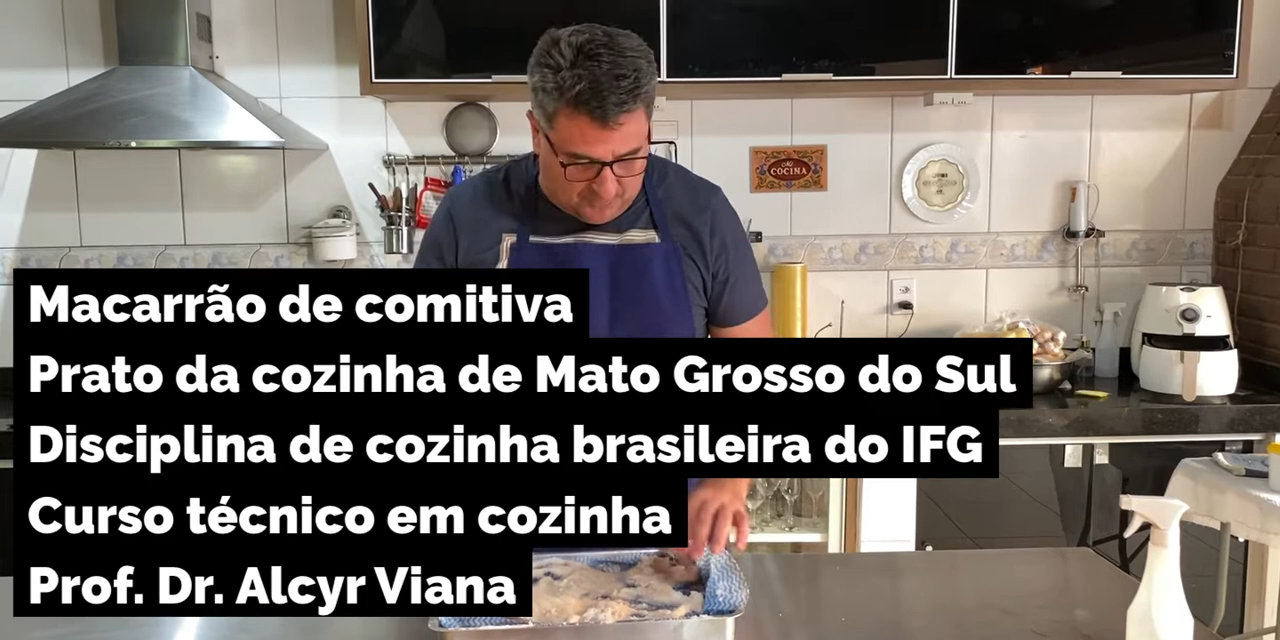 Mi
COCINA
Macarrão de comitiva
Prato da cozinha de Mato Grosso do Sul
Disciplina de cozinha brasileira do IFG
Curso técnico em cozinha
Prof. Dr. Alcyr Viana